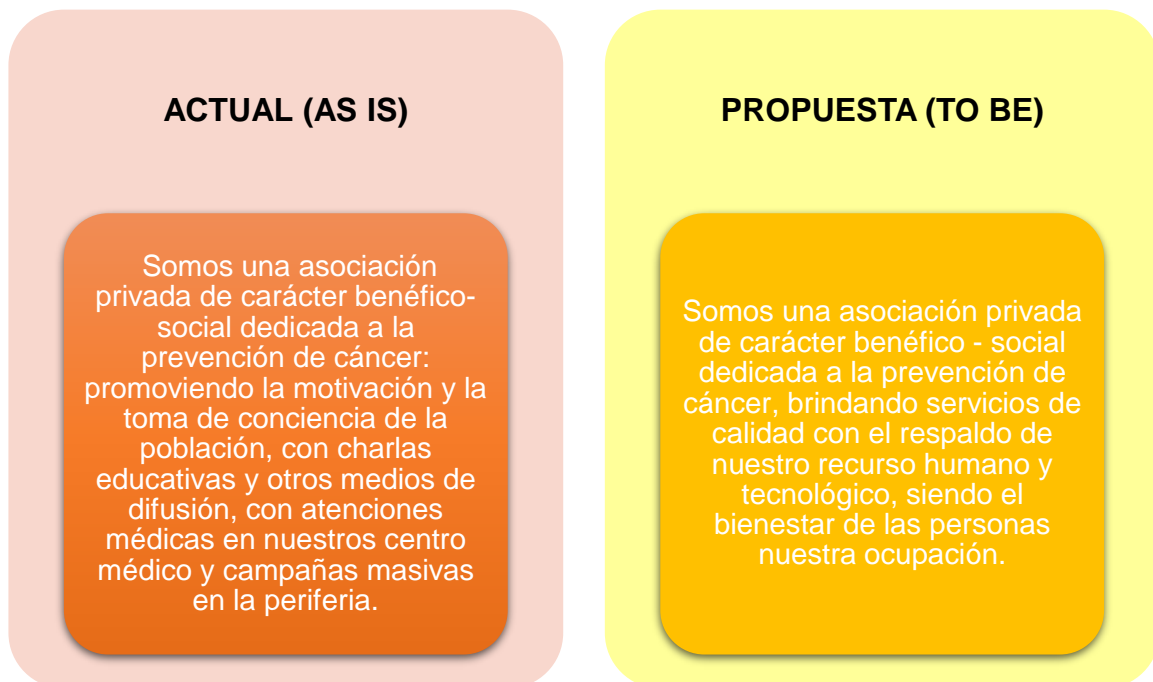 ACTUAL (AS IS)
Somos una asociación
privada de carácter benéfico-
social dedicada a la
prevención de cáncer:
promoviendo la motivación y la
toma de conciencia de la
población, con charlas
educativas y otros medios de
difusión, con atenciones
médicas en nuestros centro
médico y campañas masivas
en la periferia.
PROPUESTA (TO BE)
Somos una asociación privada
de carácter benéfico - social
dedicada a la prevención de
cáncer, brindando servicios de
calidad con el respaldo de
nuestro recurso humano y
tecnológico, siendo el
bienestar de las personas
nuestra ocupación.